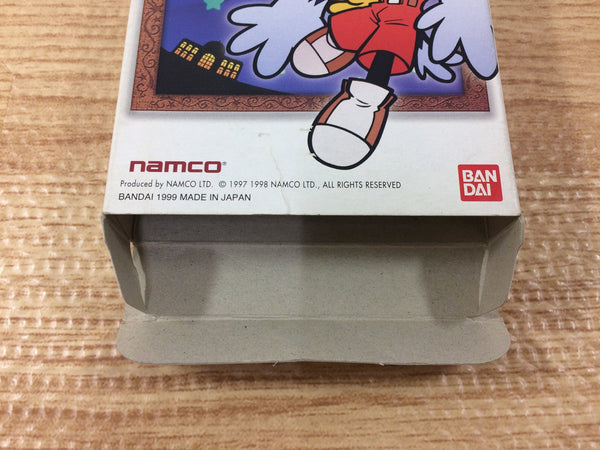 namco®
Produced by NAMCO LTD. © 1997 1998 NAMCO LTD., ALL RIGHTS RESERVED
BANDAI 1999 MADE IN JAPAN
BAN
DAI